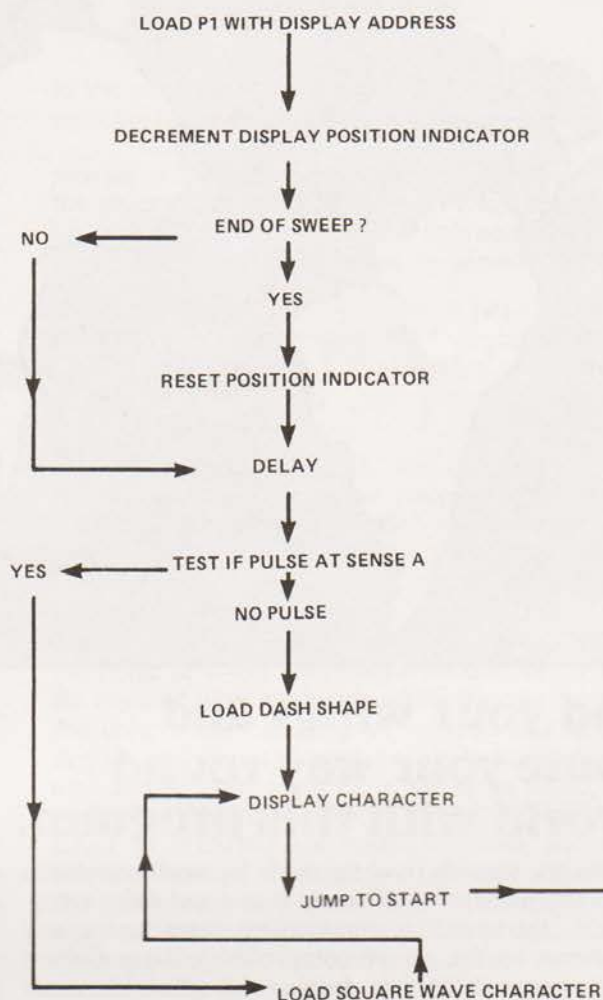 LOAD P1 WITH DISPLAY ADDRESS
DECREMENT DISPLAY POSITION INDICATOR
END OF SWEEP ?
NO
YES
RESET POSITION INDICATOR
DELAY
TEST IF PULSE AT SENSE A
YES
NO PULSE
LOAD DASH SHAPE
DISPLAY CHARACTER
JUMP TO START
LOAD SQUARE WAVE CHARACTER